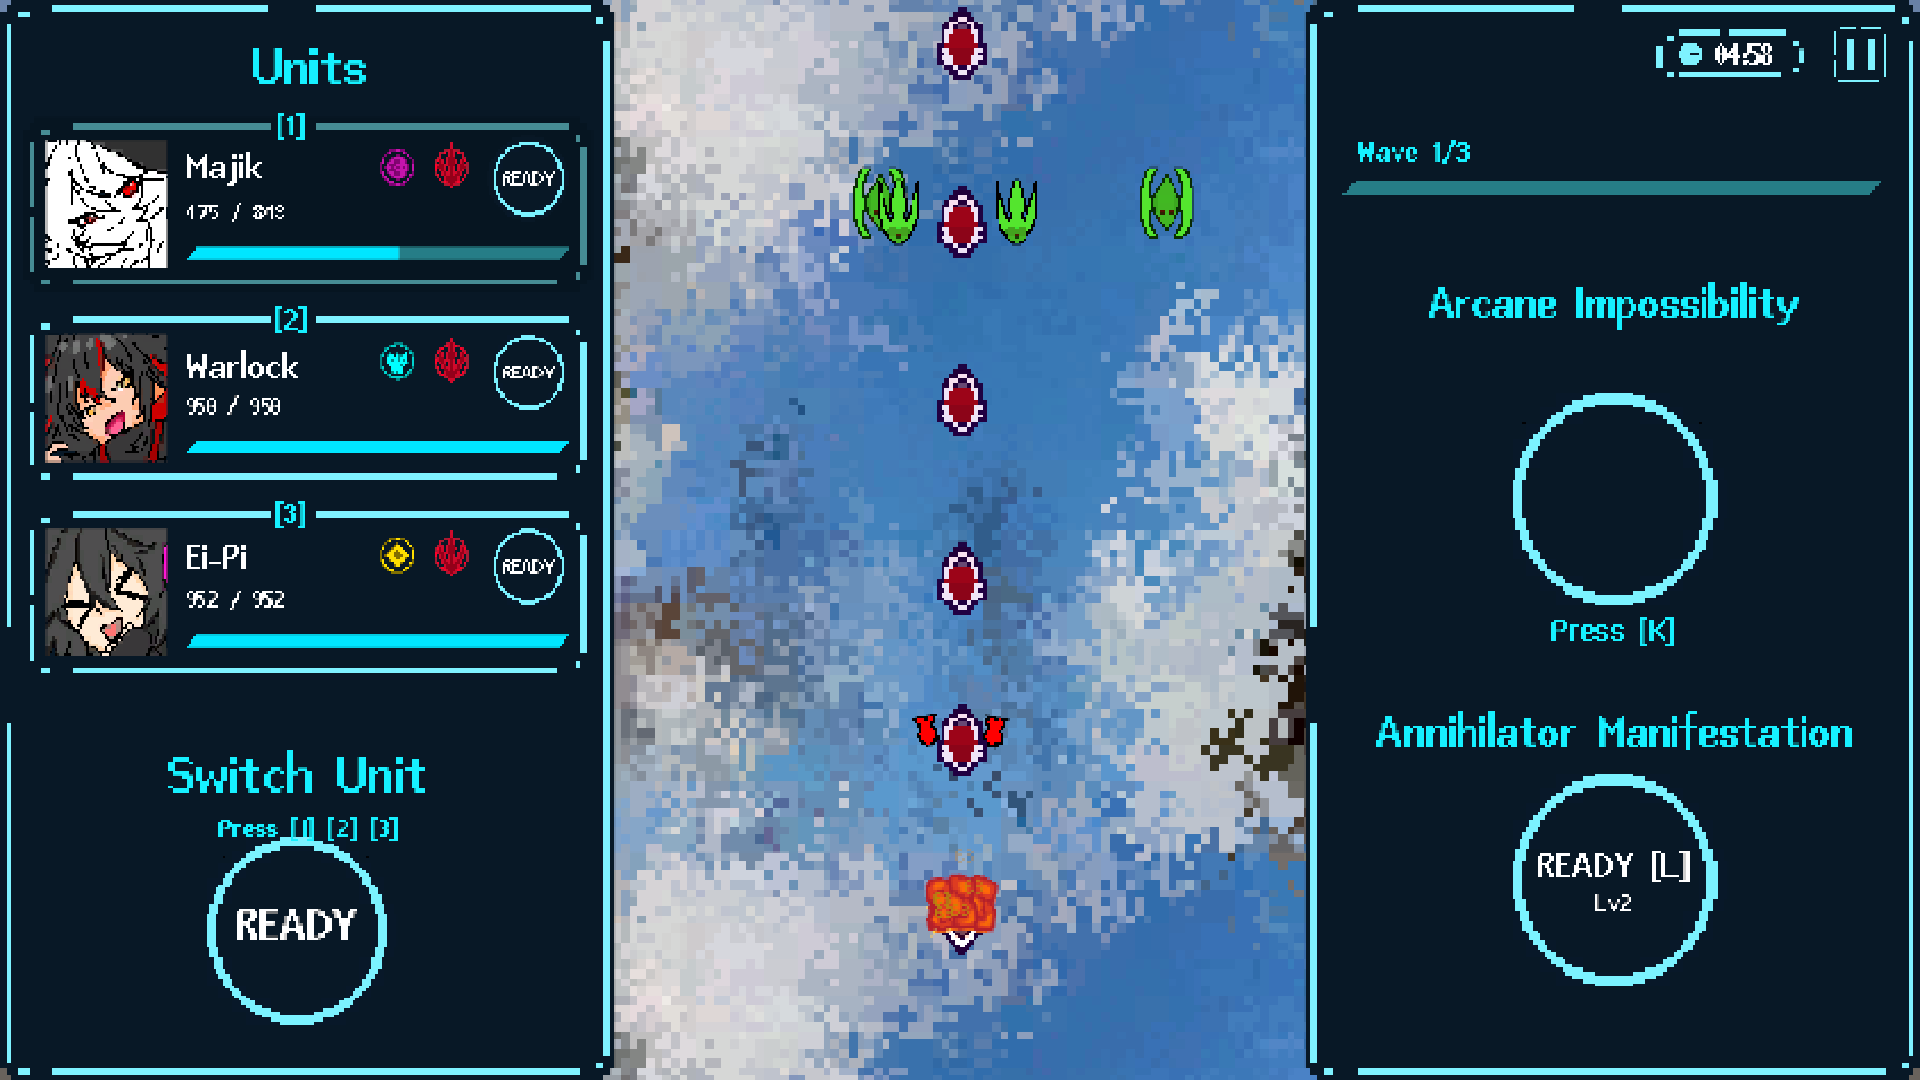 Units
[1]
Majik
READY
475 / 848
[2]
Warlock
READY
958 / 958
[3]
Ei-Pi
READY
952 / 952
Switch Unit
Press [1] [2] [3]
READY
04:58
Wave 1/3
Arcane Impossibility
Press [K]
Annihilator Manifestation
READY [L]
Lv2